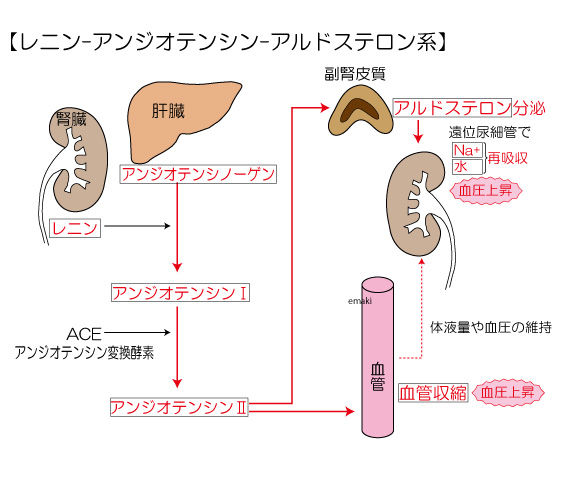 【レニン-アンジオテンシン-アルドステロン系】
腎臓
肝臓
アンジオテンシノーゲン
レニン
アンジオテンシンⅠ
ACE
アンジオテンシン変換酵素
アンジオテンシンⅡ
副腎皮質
アルドステロン分泌
遠位尿細管で
Na+
水
再吸収
血圧上昇
emaki
血管
体液量や血圧の維持
血管収縮
血圧上昇